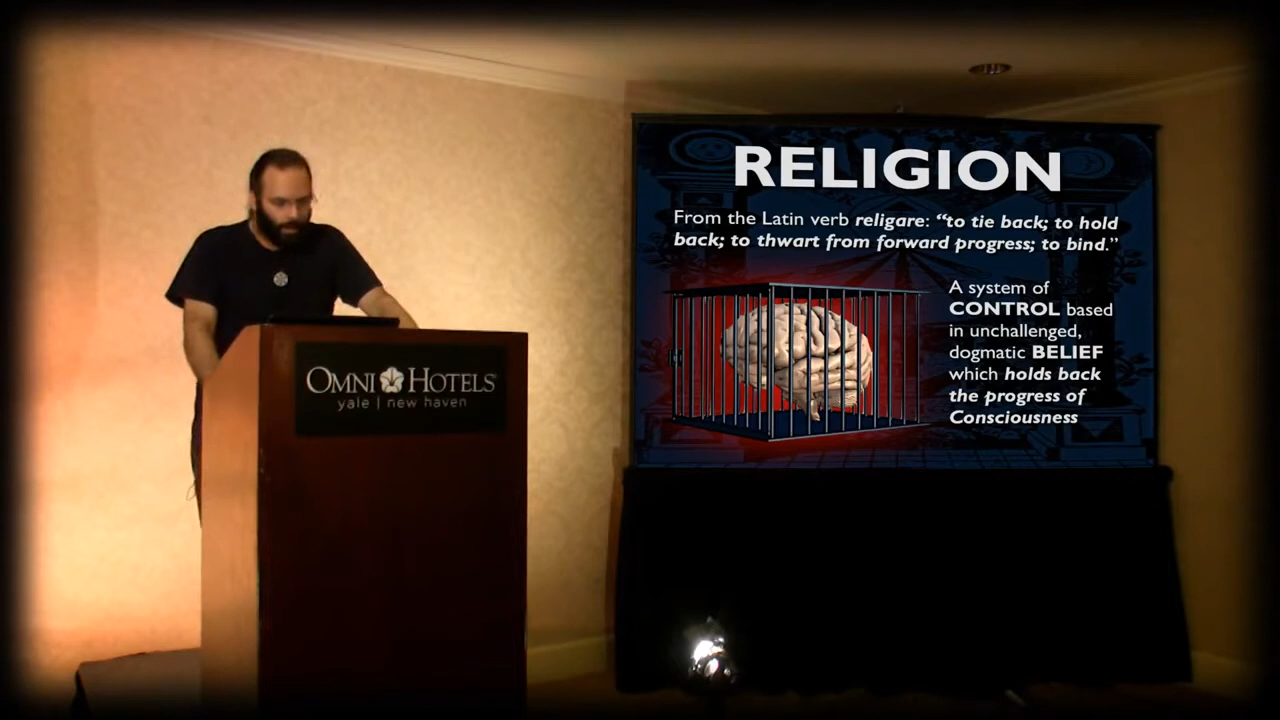 OMNI HOTELS
yale | new haven
RELIGION
From the Latin verb religare: “to tie back; to hold
back; to thwart from forward progress; to bind.”
A system of
CONTROL based
in unchallenged,
dogmatic BELIEF
which holds back
the progress of
Consciousness